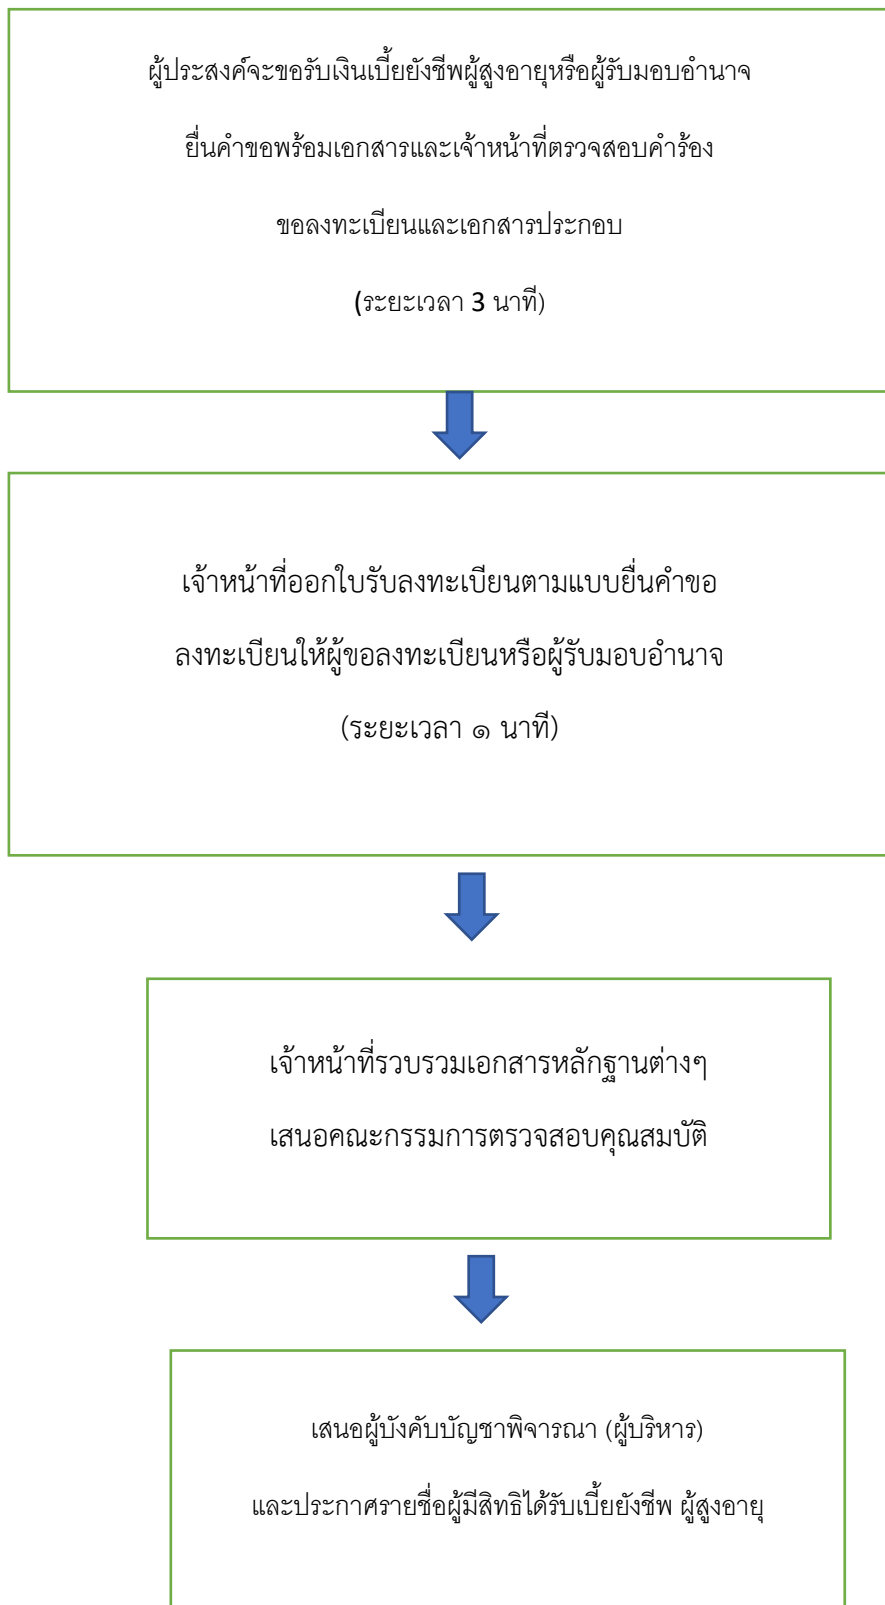 ผู้ประสงค์จะขอรับเงินเบี้ยยังชีพผู้สูงอายุหรือผู้รับมอบอำนาจ
ยื่นคำขอพร้อมเอกสารและเจ้าหน้าที่ตรวจสอบคำร้อง
ขอลงทะเบียนและเอกสารประกอบ
(ระยะเวลา 3 นาที)
เจ้าหน้าที่ออกใบรับลงทะเบียนตามแบบยื่นคำขอ
ลงทะเบียนให้ผู้ขอลงทะเบียนหรือผู้รับมอบอำนาจ
(ระยะเวลา ๑ นาที)
เจ้าหน้าที่รวบรวมเอกสารหลักฐานต่างๆ
เสนอคณะกรรมการตรวจสอบคุณสมบัติ
เสนอผู้บังคับบัญชาพิจารณา (ผู้บริหาร)
และประกาศรายชื่อผู้มีสิทธิได้รับเบี้ยยังชีพ ผู้สูงอายุ